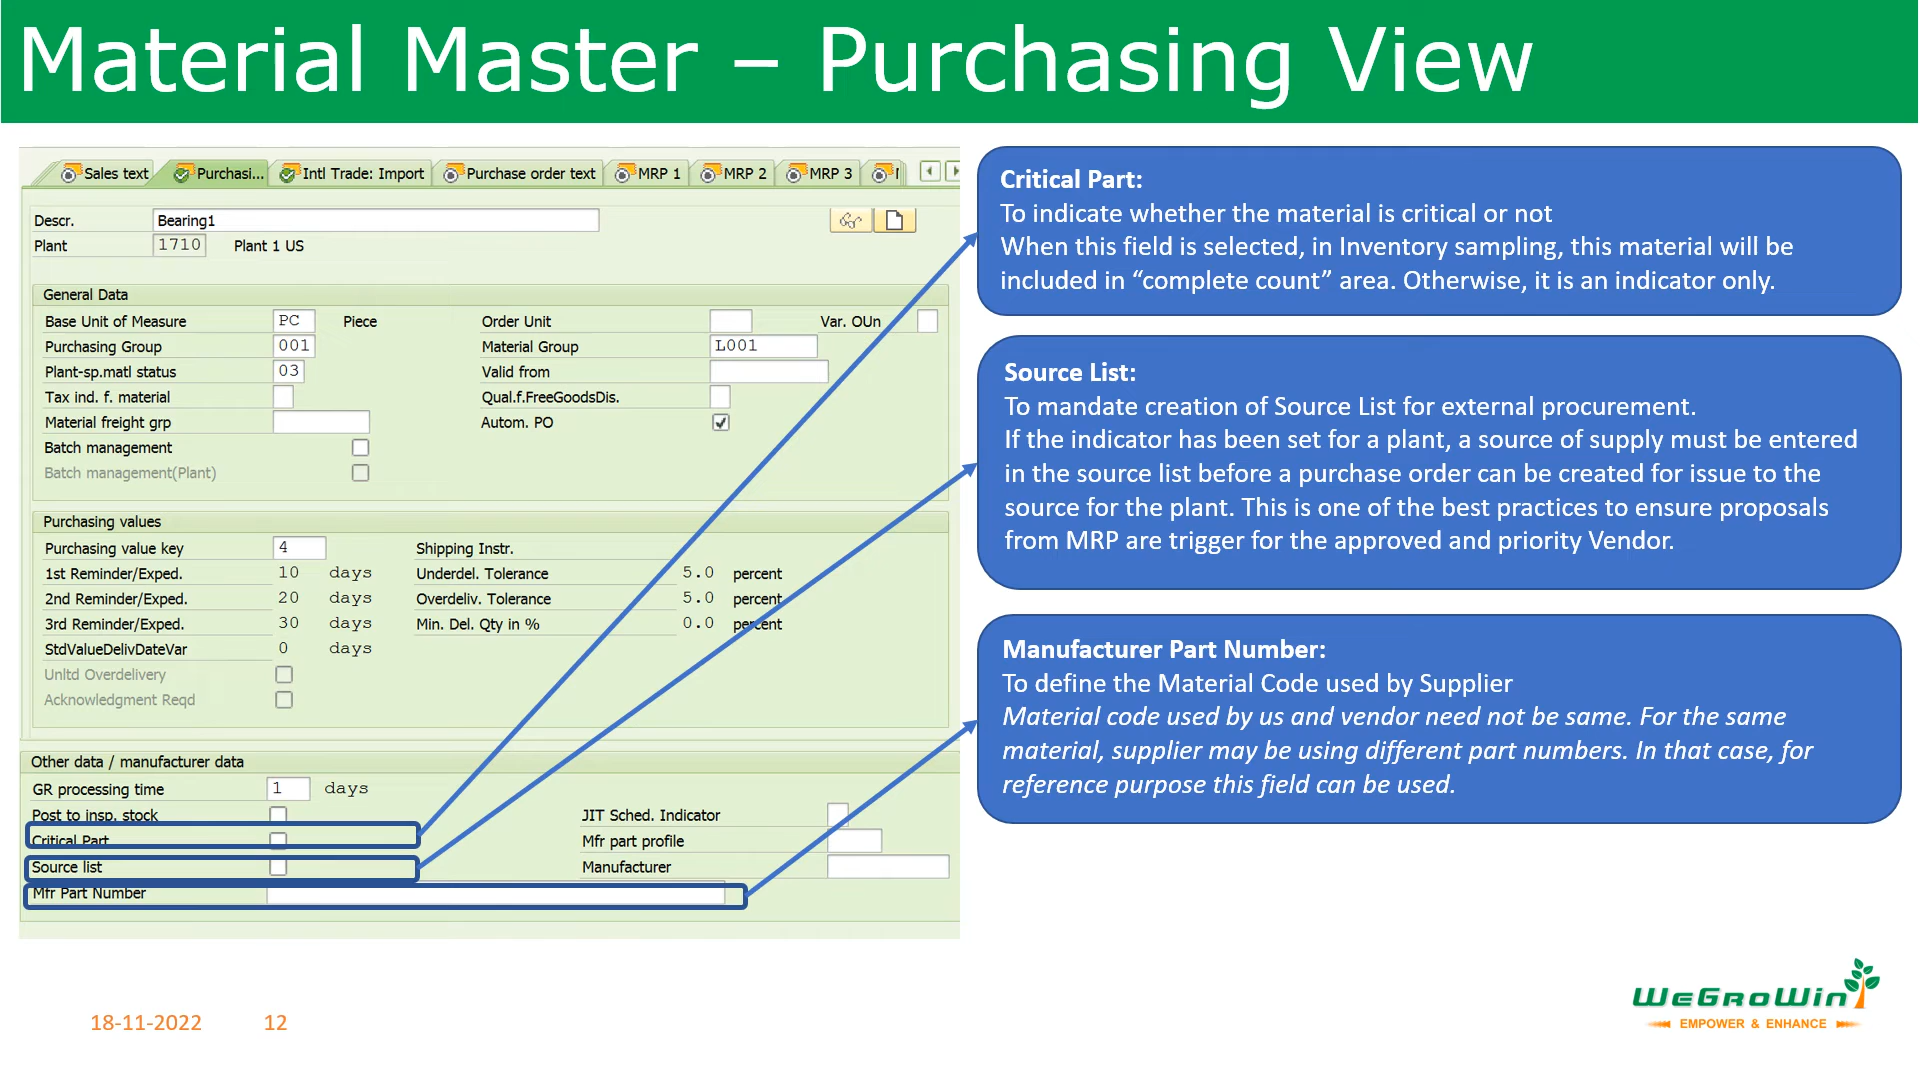 Material Master – Purchasing View
Sales text
Purchasi...
Intl Trade: Import
Purchase order text
MRP 1
MRP 2
MRP 3
Descr. Bearing1
Plant 1710 Plant 1 US
General Data
Base Unit of Measure PC Piece Order Unit Var. OUn
Purchasing Group 001 Material Group L001
Plant-sp.matl status 03 Valid from
Tax ind. f. material Qual.f.FreeGoodsDis.
Material freight grp Autom. PO
Batch management
Batch management(Plant)
Purchasing values
Purchasing value key 4 Shipping Instr.
1st Reminder/Exped. 10 days Underdel. Tolerance 5.0 percent
2nd Reminder/Exped. 20 days Overdeliv. Tolerance 5.0 percent
3rd Reminder/Exped. 30 days Min. Del. Qty in % 0.0 percent
StdValueDelivDateVar 0 days
Unltd Overdelivery
Acknowledgment Reqd
Other data / manufacturer data
GR processing time 1 days
Post to insp. stock JIT Sched. Indicator
Critical Part Mfr part profile
Source list Manufacturer
Mfr Part Number
Critical Part:
To indicate whether the material is critical or not
When this field is selected, in Inventory sampling, this material will be
included in “complete count” area. Otherwise, it is an indicator only.
Source List:
To mandate creation of Source List for external procurement.
If the indicator has been set for a plant, a source of supply must be entered
in the source list before a purchase order can be created for issue to the
source for the plant. This is one of the best practices to ensure proposals
from MRP are trigger for the approved and priority Vendor.
Manufacturer Part Number:
To define the Material Code used by Supplier
Material code used by us and vendor need not be same. For the same
material, supplier may be using different part numbers. In that case, for
reference purpose this field can be used.
18-11-2022 12
WeGroWin
EMPOWER & ENHANCE